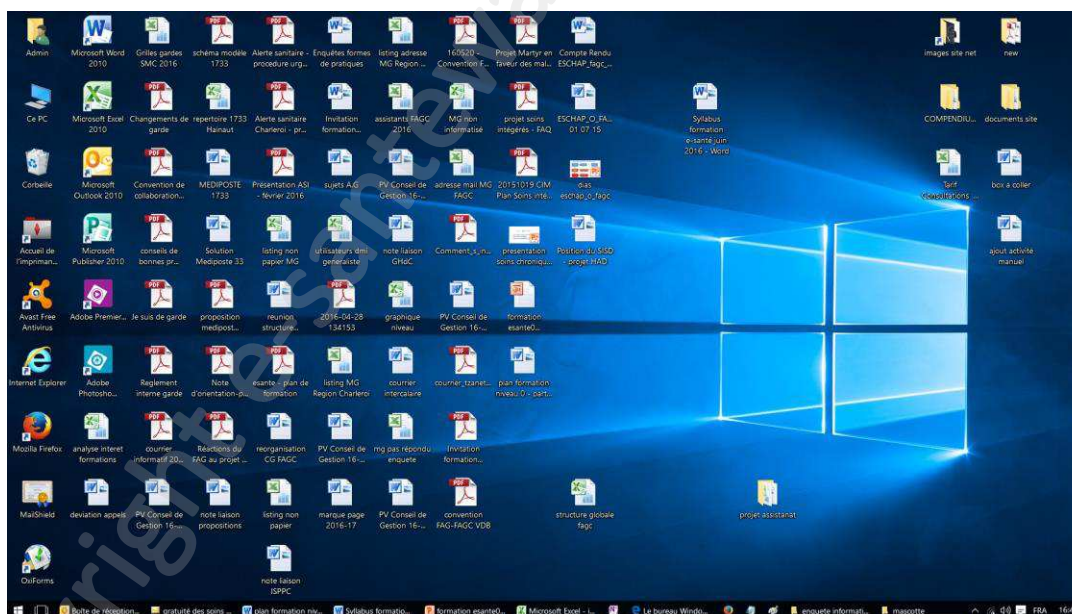 Admin
Microsoft Word 2010
Grilles gardes SMC 2016
schéma modèle 1733
Alerte sanitaire - procedure urg...
Enquêtes formes de pratiques
listing adresse MG Region ...
160520 - Convention F...
Projet Martyr en faveur des mal...
Compte Rendu ESCHAP_fagc_...
images site net
new
Ce PC
Microsoft Excel 2010
Changements de garde
repertoire 1733 Hainaut
Alerte sanitaire Charleroi - pr...
Invitation formation...
assistants FAGC 2016
MG non informatisé
projet soins intégérés - FAQ
ESCHAP_O_FA... 01 07 15
Syllabus formation e-santé juin 2016 - Word
COMPENDIU...
documents site
Corbeille
Microsoft Outlook 2010
Convention de collaboration...
MEDIPOSTE 1733
Présentation ASI - février 2016
sujets A.G
PV Conseil de Gestion 16-...
adresse mail MG FAGC
20151019 CIM Plan Soins inté...
dias eschap_o_fagc
Tarif Consultations ...
box a coller
Accueil de l'impriman...
Microsoft Publisher 2010
conseils de bonnes pr...
Solution Mediposte 33
listing non papier MG
utilisateurs dmi generaliste
note liaison GHdC
Comment_s_in...
presentation soins chroniqu...
Position du SISD - projet HAD
ajout activité manuel
Avast Free Antivirus
Adobe Premier...
Je suis de garde
proposition medipost...
reunion structure...
2016-04-28 134153
graphique niveau
PV Conseil de Gestion 16-...
formation esante0...
Internet Explorer
Adobe Photosho...
Reglement interne garde
Note d'orientation-p...
esante - plan de formation
listing MG Region Charleroi
courrier intercalaire
courrier_tzanet...
plan formation niveau 0 - part...
Mozilla Firefox
analyse interet formations
courrier informatif 20...
Réactions du FAG au projet ...
reorganisation CG FAGC
PV Conseil de Gestion 16-...
mg pas répondu enquete
Invitation formation...
MailShield
deviation appels
PV Conseil de Gestion 16-...
note liaison propositions
listing non papier
marque page 2016-17
PV Conseil de Gestion 16-...
convention FAG-FAGC VDB
structure globale fagc
projet assistanat
OxiForms
note liaison ISPPC
Boîte de réception...
gratuité des soins ...
plan formation niv...
Syllabus formatio...
formation esante0...
Microsoft Excel - i...
Le bureau Windo...
enquete informati...
mascotte
FRA